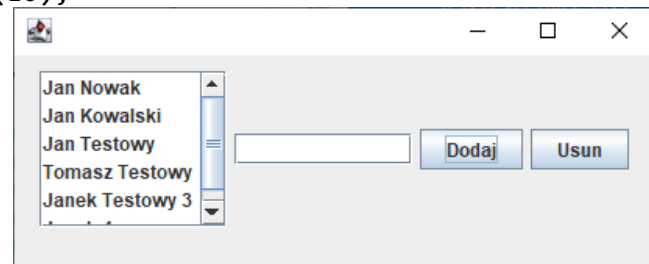 Jan Nowak
Jan Kowalski
Jan Testowy
Tomasz Testowy
Janek Testowy 3
Dodaj
Usun